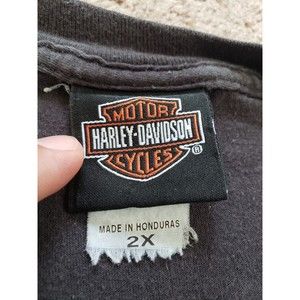 MOTOR
HARLEY-DAVIDSON
CYCLES
®
MADE IN HONDURAS
2X